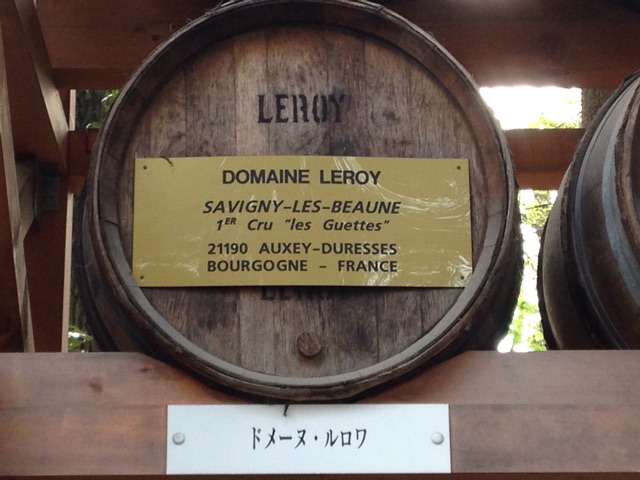 LEROY
DOMAINE LEROY
SAVIGNY-LES-BEAUNE
1ER Cru "les Guettes"
21190 AUXEY-DURESSES
BOURGOGNE - FRANCE
ドメーヌ・ルロワ